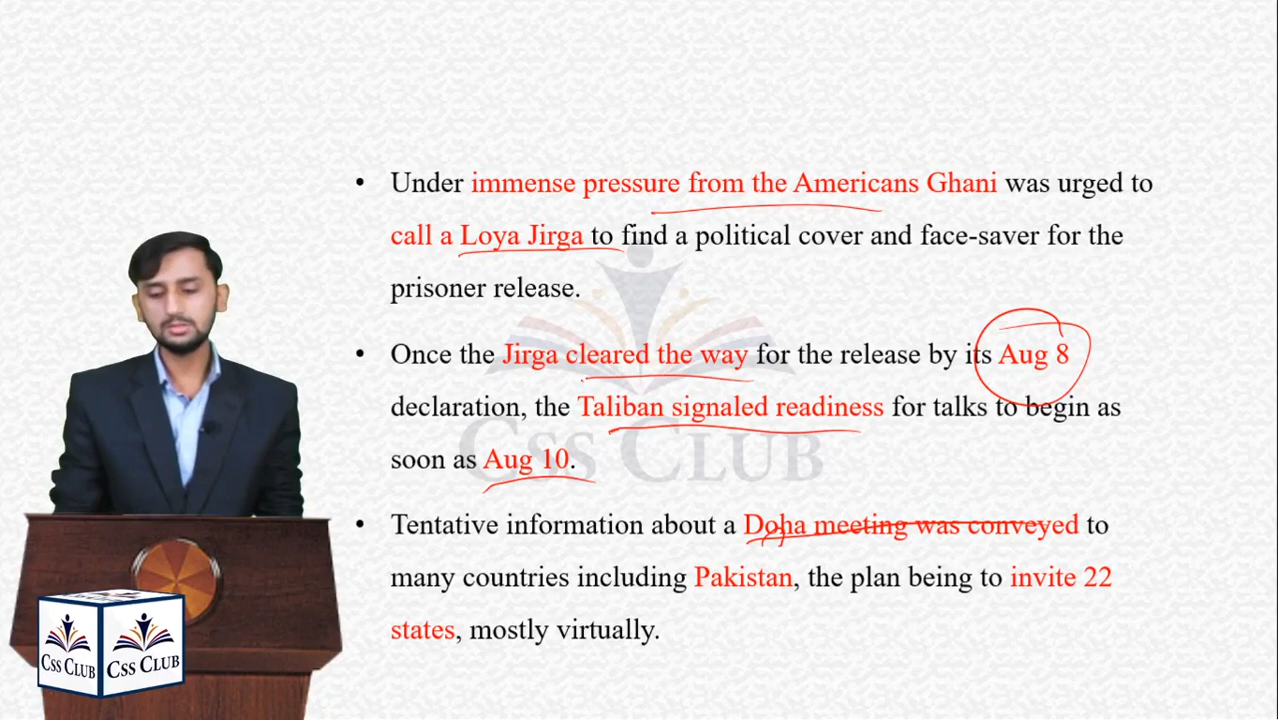 • Under immense pressure from the Americans Ghani was urged to
call a Loya Jirga to find a political cover and face-saver for the
prisoner release.
• Once the Jirga cleared the way for the release by its Aug 8
declaration, the Taliban signaled readiness for talks to begin as
soon as Aug 10.
• Tentative information about a Doha meeting was conveyed to
many countries including Pakistan, the plan being to invite 22
states, mostly virtually.
CSS CLUB
CSS CLUB
CSS CLUB